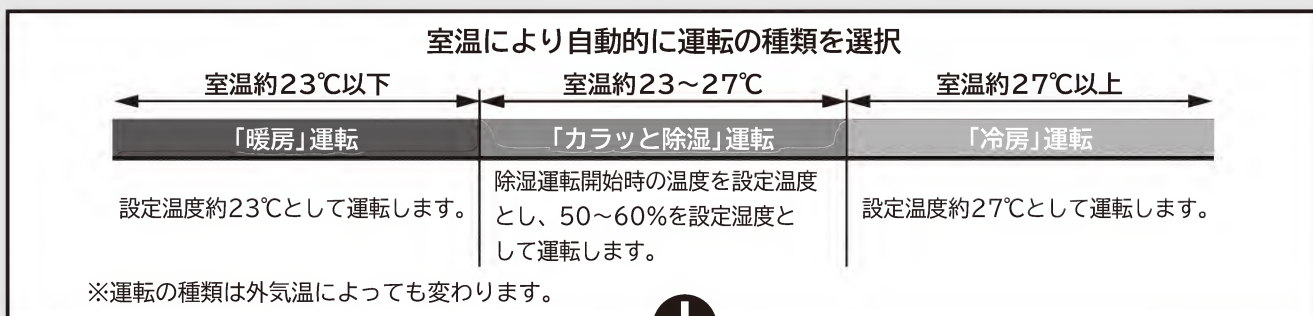 室温により自動的に運転の種類を選択
室温約23℃以下
室温約23～27℃
室温約27℃以上
「暖房」運転
「カラッと除湿」運転
「冷房」運転
設定温度約23℃として運転します。
除湿運転開始時の温度を設定温度
とし、50～60%を設定湿度と
して運転します。
設定温度約27℃として運転します。
※運転の種類は外気温によっても変わります。